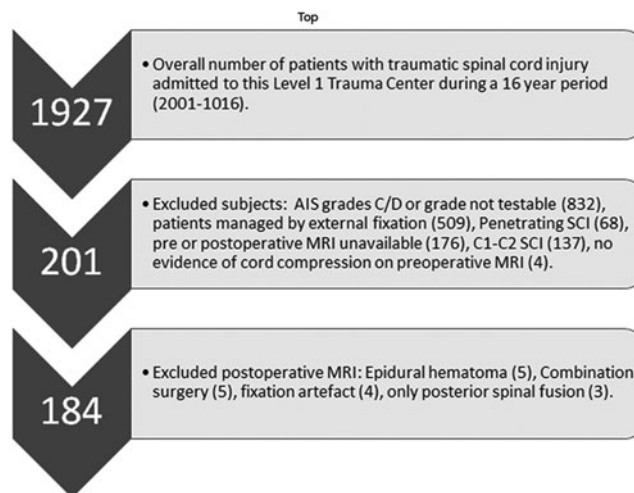 Top
1927
• Overall number of patients with traumatic spinal cord injury
admitted to this Level 1 Trauma Center during a 16 year period
(2001-1016).
201
• Excluded subjects: AIS grades C/D or grade not testable (832),
patients managed by external fixation (509), Penetrating SCI (68),
pre or postoperative MRI unavailable (176), C1-C2 SCI (137), no
evidence of cord compression on preoperative MRI (4).
184
• Excluded postoperative MRI: Epidural hematoma (5), Combination
surgery (5), fixation artefact (4), only posterior spinal fusion (3).